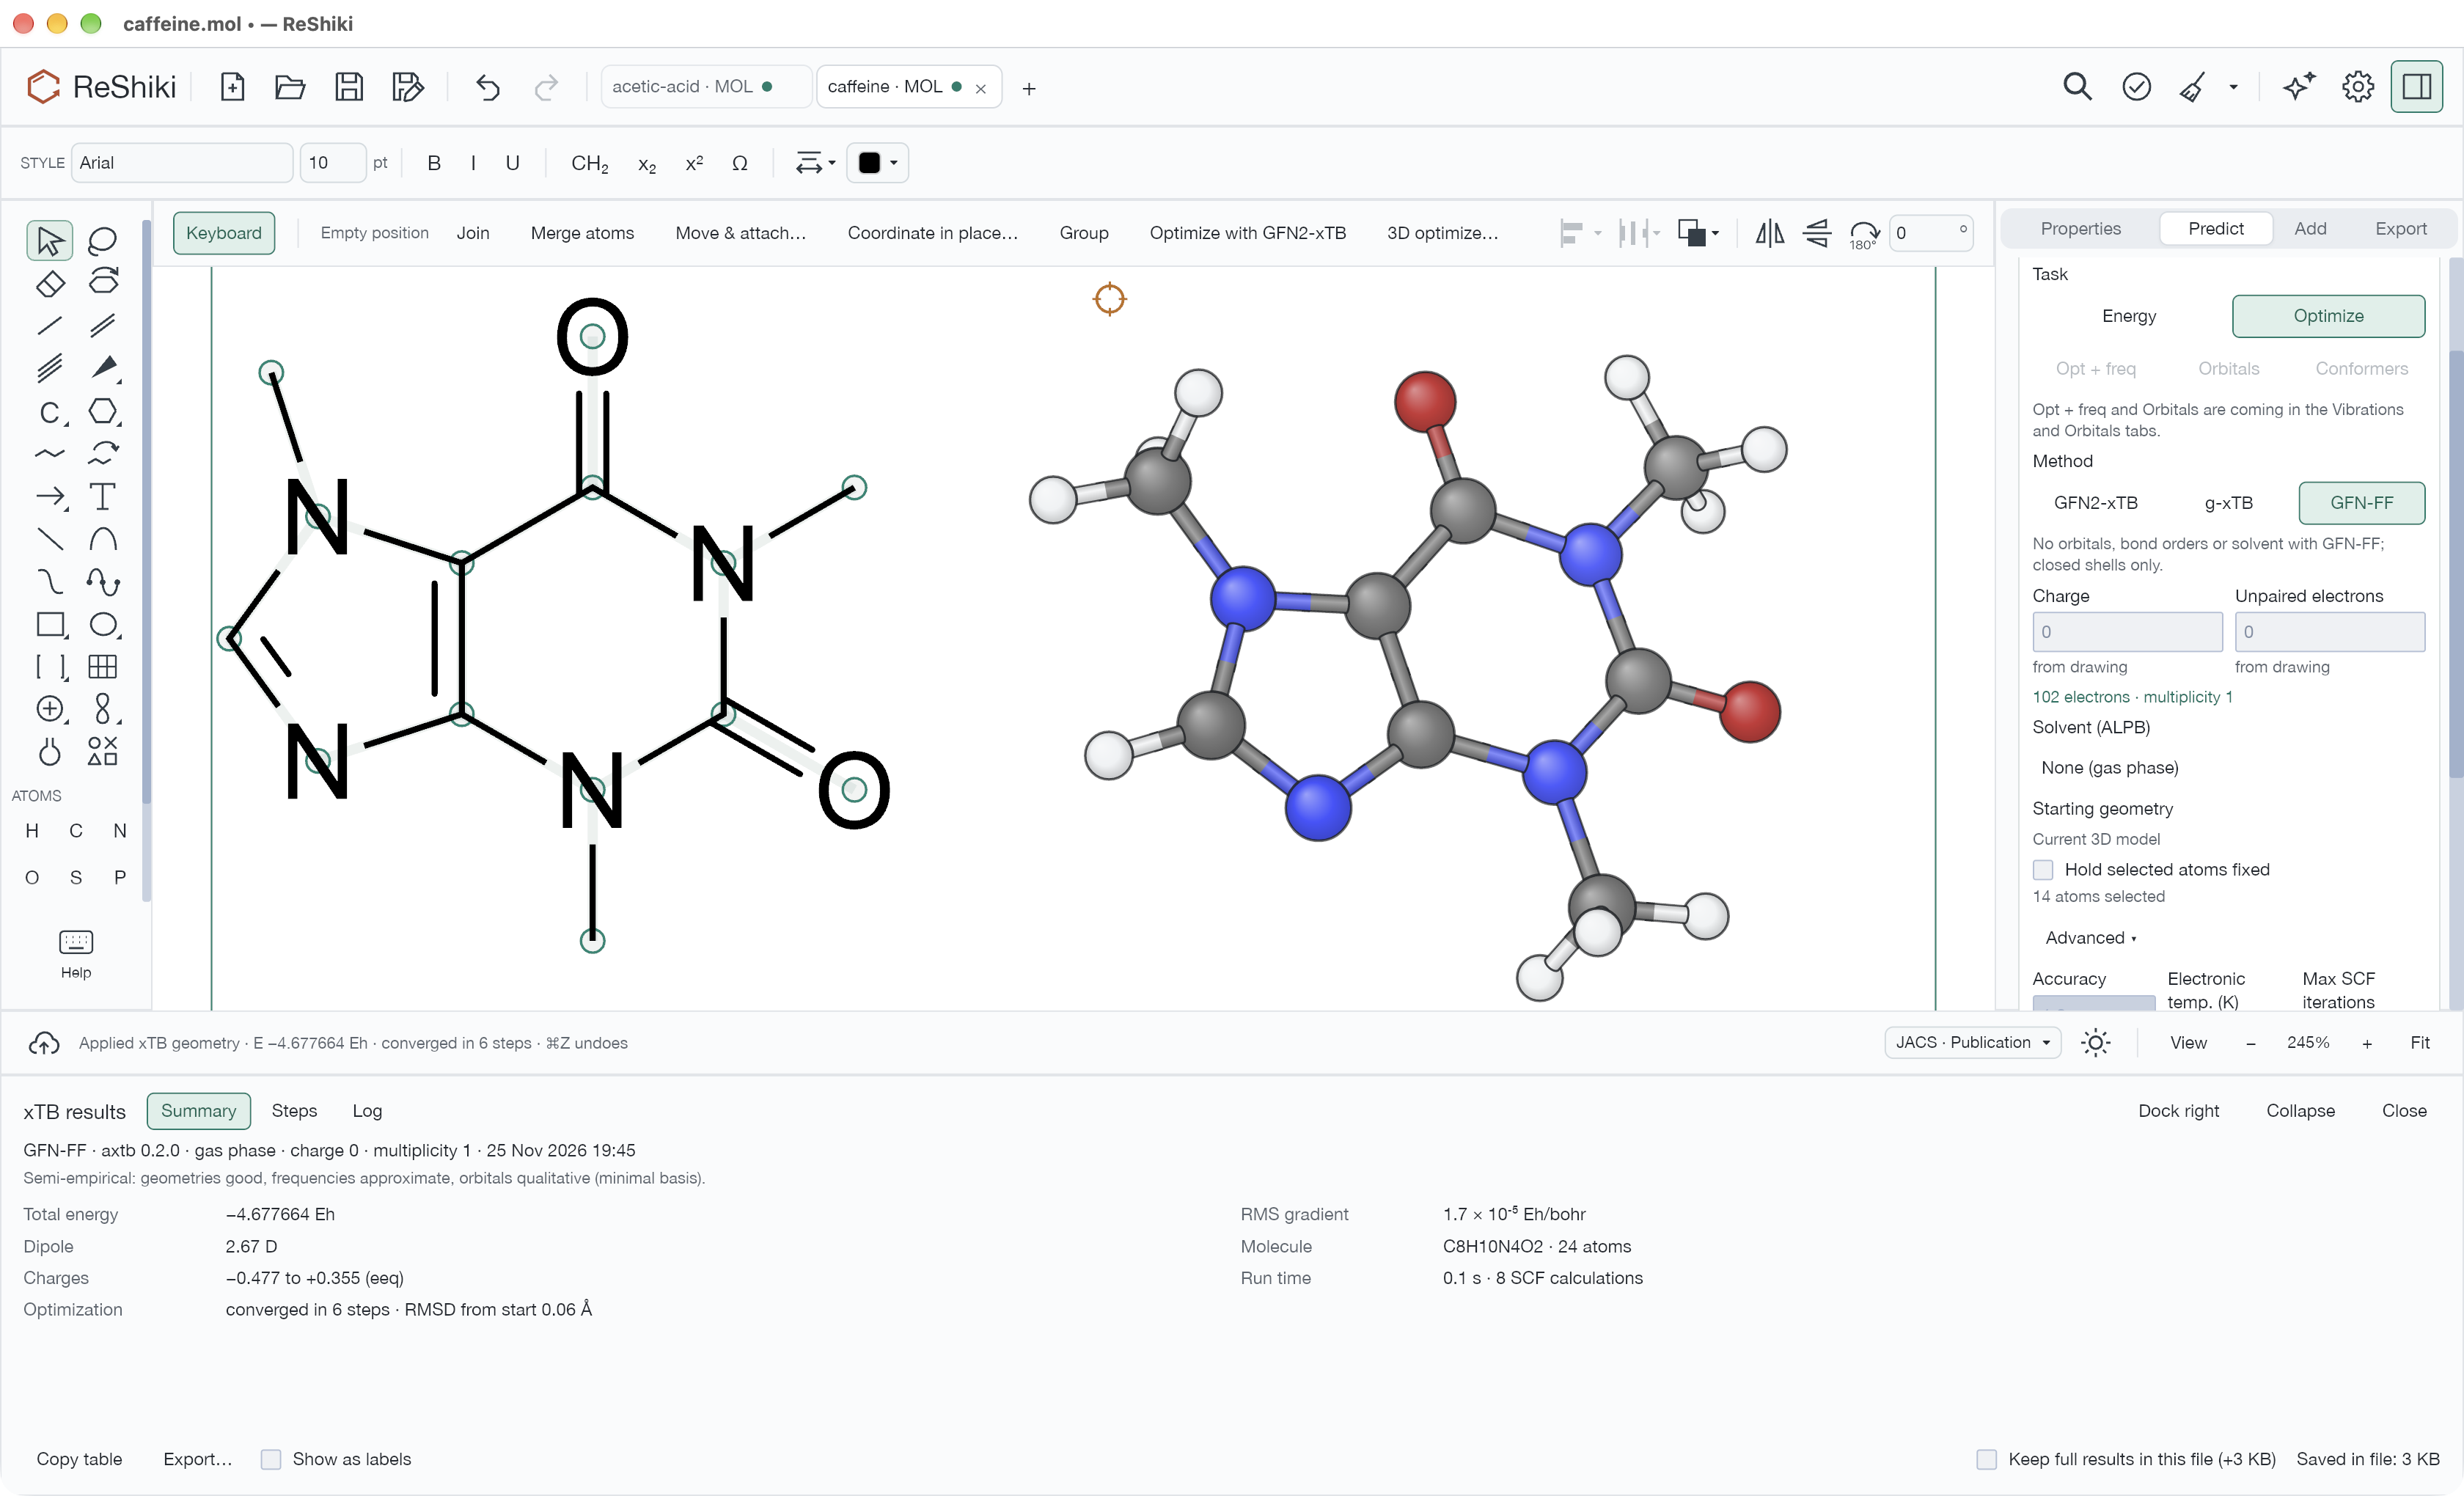 caffeine.mol • — ReShiki
ReShiki
acetic-acid · MOL
caffeine · MOL × +
STYLE Arial 10 pt B I U CH₂ x₂ x² Ω
Keyboard Empty position Join Merge atoms Move & attach… Coordinate in place… Group Optimize with GFN2-xTB 3D optimize… 180° 0 °
Properties Predict Add Export
Task
Energy Optimize
Opt + freq Orbitals Conformers
Opt + freq and Orbitals are coming in the Vibrations
and Orbitals tabs.
Method
GFN2-xTB g-xTB GFN-FF
No orbitals, bond orders or solvent with GFN-FF;
closed shells only.
Charge Unpaired electrons
0 0
from drawing from drawing
102 electrons · multiplicity 1
Solvent (ALPB)
None (gas phase)
Starting geometry
Current 3D model
Hold selected atoms fixed
14 atoms selected
Advanced
Accuracy Electronic temp. (K) Max SCF iterations
C
T
ATOMS
H C N
O S P
Help
O
N
N
N
N
O
Applied xTB geometry · E −4.677664 Eh · converged in 6 steps · ⌘Z undoes
JACS · Publication View − 245% + Fit
xTB results Summary Steps Log Dock right Collapse Close
GFN-FF · axtb 0.2.0 · gas phase · charge 0 · multiplicity 1 · 25 Nov 2026 19:45
Semi-empirical: geometries good, frequencies approximate, orbitals qualitative (minimal basis).
Total energy −4.677664 Eh
Dipole 2.67 D
Charges −0.477 to +0.355 (eeq)
Optimization converged in 6 steps · RMSD from start 0.06 Å
RMS gradient 1.7 × 10⁻⁵ Eh/bohr
Molecule C8H10N4O2 · 24 atoms
Run time 0.1 s · 8 SCF calculations
Copy table Export… Show as labels
Keep full results in this file (+3 KB) Saved in file: 3 KB